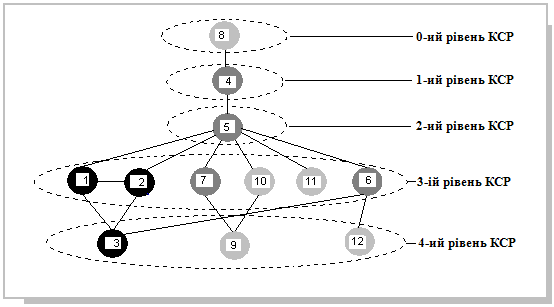 8 0-ий рівень КСР
4 1-ий рівень КСР
5 2-ий рівень КСР
1 2 7 10 11 6 3-ій рівень КСР
3 9 12 4-ий рівень КСР